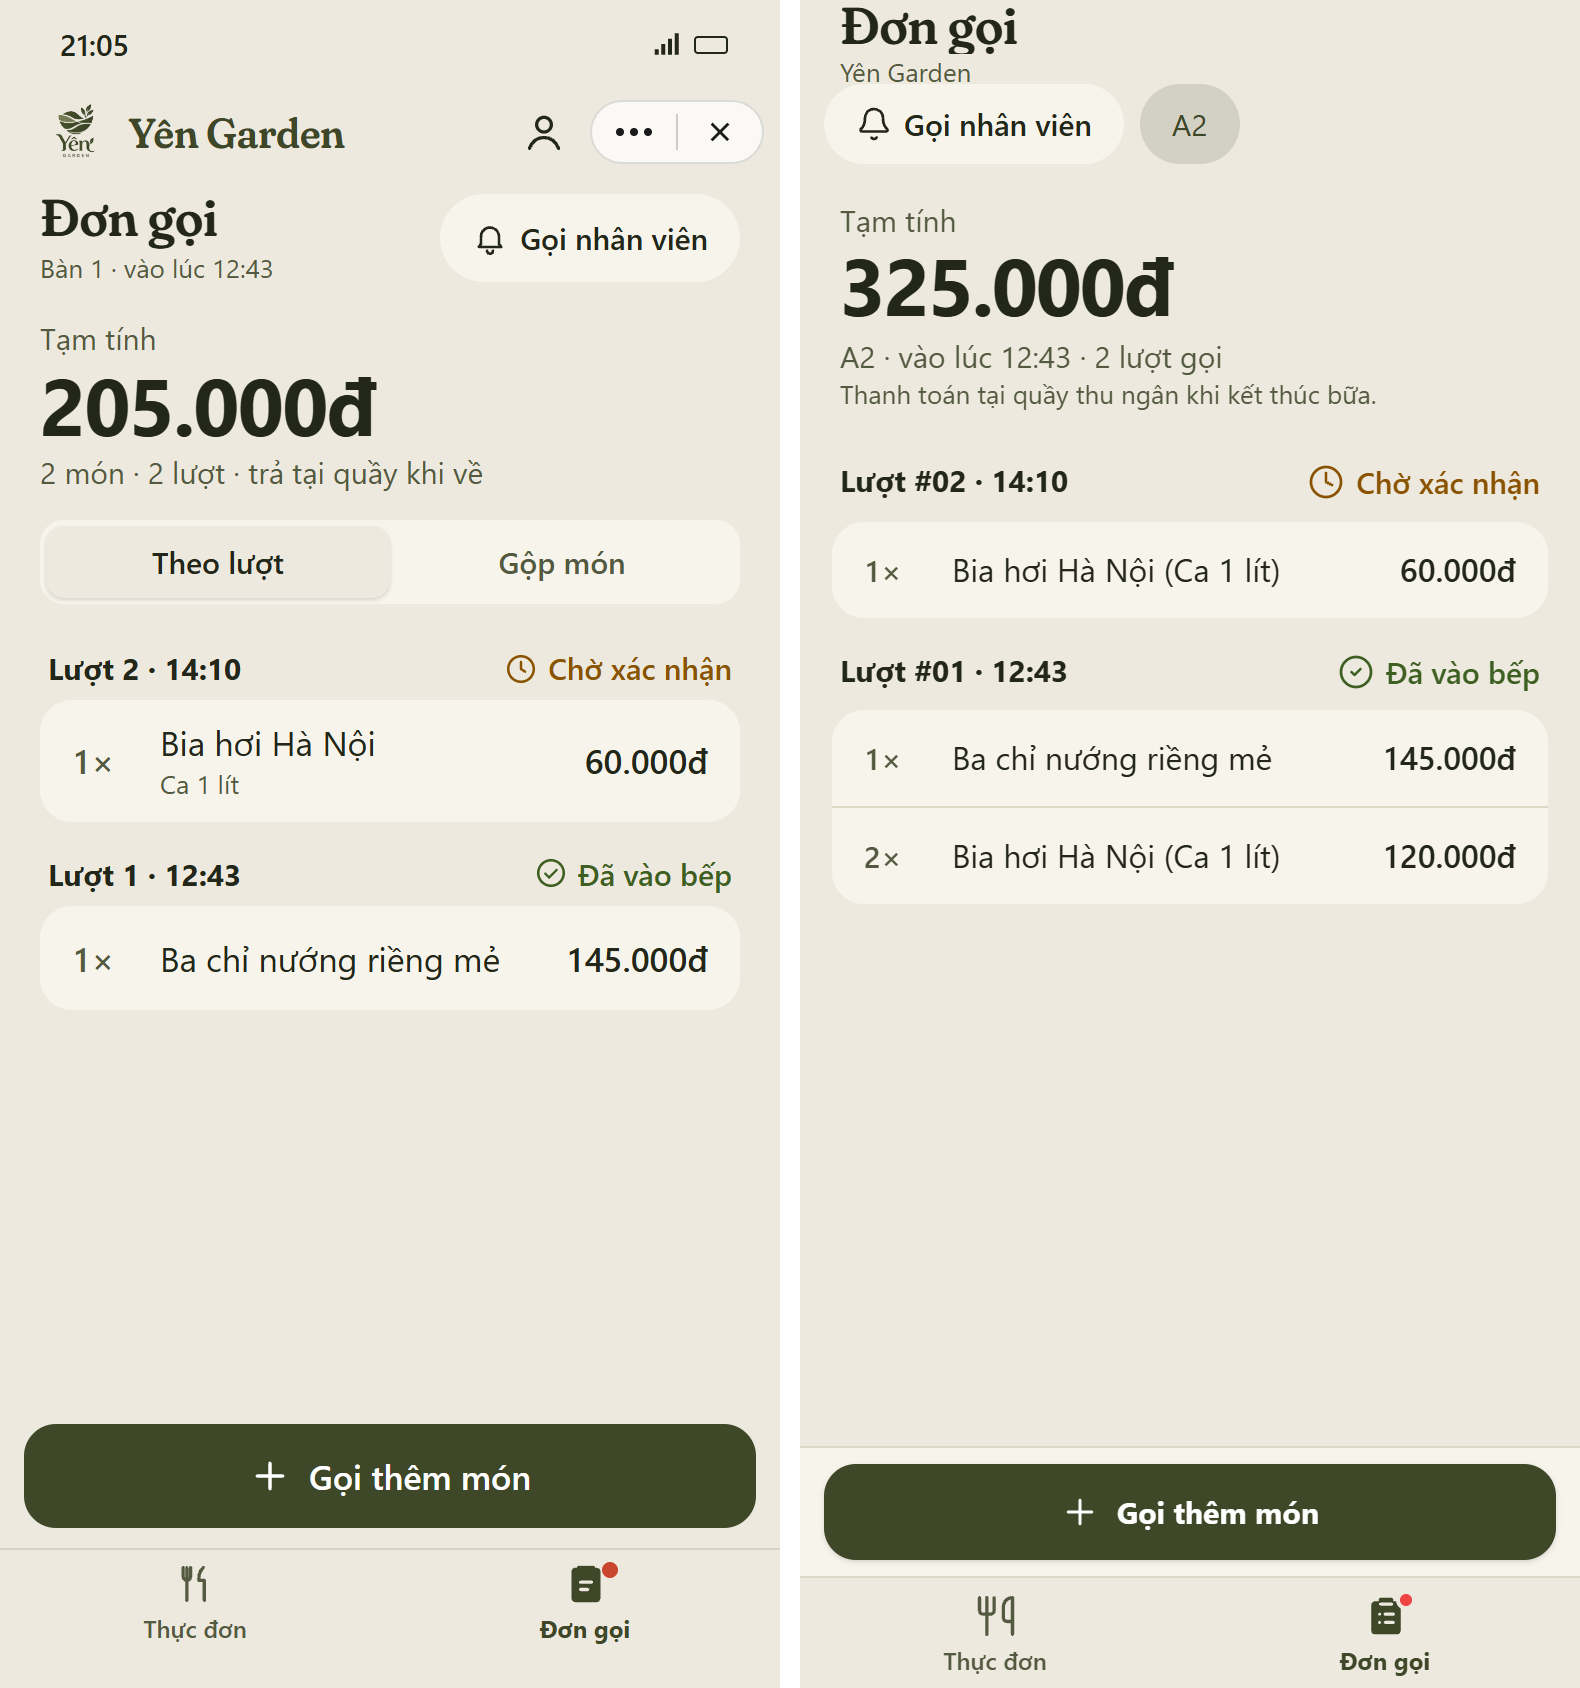 21:05
Yên
GARDEN
Yên Garden
Đơn gọi
Bàn 1 · vào lúc 12:43
Gọi nhân viên
Tạm tính
205.000đ
2 món · 2 lượt · trả tại quầy khi về
Theo lượt
Gộp món
Lượt 2 · 14:10
Chờ xác nhận
1×
Bia hơi Hà Nội
Ca 1 lít
60.000đ
Lượt 1 · 12:43
Đã vào bếp
1×
Ba chỉ nướng riềng mẻ
145.000đ
+ Gọi thêm món
Thực đơn
Đơn gọi
Đơn gọi
Yên Garden
Gọi nhân viên
A2
Tạm tính
325.000đ
A2 · vào lúc 12:43 · 2 lượt gọi
Thanh toán tại quầy thu ngân khi kết thúc bữa.
Lượt #02 · 14:10
Chờ xác nhận
1×
Bia hơi Hà Nội (Ca 1 lít)
60.000đ
Lượt #01 · 12:43
Đã vào bếp
1×
Ba chỉ nướng riềng mẻ
145.000đ
2×
Bia hơi Hà Nội (Ca 1 lít)
120.000đ
+ Gọi thêm món
Thực đơn
Đơn gọi